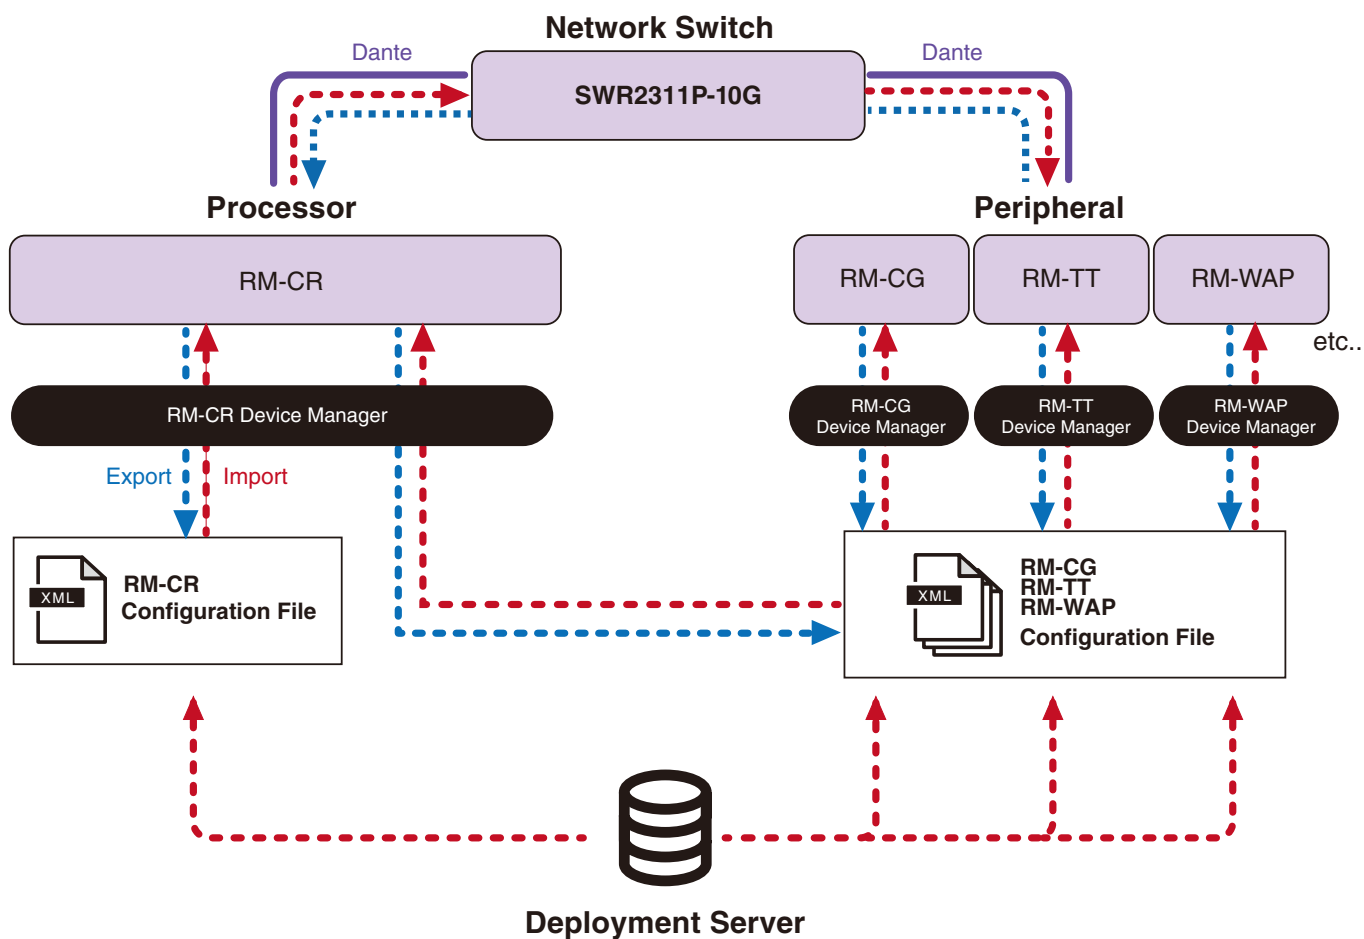 Network Switch
Dante
Dante
SWR2311P-10G
Processor
Peripheral
RM-CR
RM-CG
RM-TT
RM-WAP
etc..
RM-CR Device Manager
RM-CG
Device Manager
RM-TT
Device Manager
RM-WAP
Device Manager
Export
Import
XML
RM-CR
Configuration File
XML
RM-CG
RM-TT
RM-WAP
Configuration File
Deployment Server